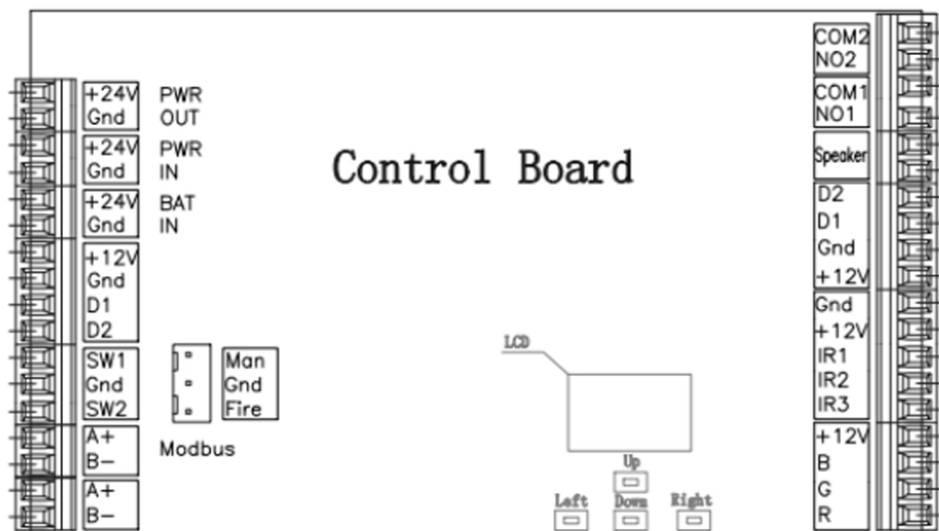 Control Board
+24V PWR
Gnd OUT
+24V PWR
Gnd IN
+24V BAT
Gnd IN
+12V
Gnd
D1
D2
SW1
Gnd
SW2
Man
Gnd
Fire
A+
B-
Modbus
A+
B-
LCD
Up
Left Down Right
COM2
NO2
COM1
NO1
Speaker
D2
D1
Gnd
+12V
Gnd
+12V
IR1
IR2
IR3
+12V
B
G
R